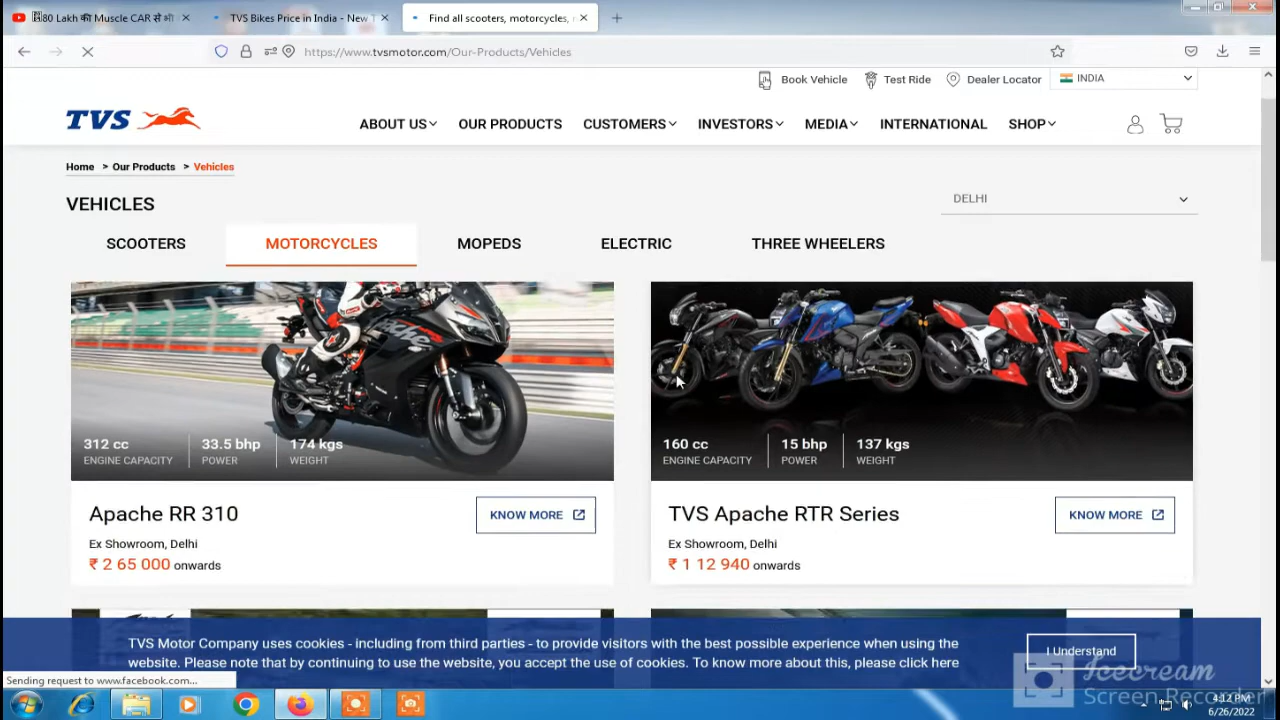 80 Lakh की Muscle CAR से भी
TVS Bikes Price in India - New T
Find all scooters, motorcycles,
https://www.tvsmotor.com/Our-Products/Vehicles
Book Vehicle
Test Ride
Dealer Locator
INDIA
TVS
ABOUT US
OUR PRODUCTS
CUSTOMERS
INVESTORS
MEDIA
INTERNATIONAL
SHOP
Home > Our Products > Vehicles
VEHICLES
DELHI
SCOOTERS
MOTORCYCLES
MOPEDS
ELECTRIC
THREE WHEELERS
312 cc
ENGINE CAPACITY
33.5 bhp
POWER
174 kgs
WEIGHT
160 cc
ENGINE CAPACITY
15 bhp
POWER
137 kgs
WEIGHT
Apache RR 310
KNOW MORE
Ex Showroom, Delhi
₹ 2 65 000 onwards
TVS Apache RTR Series
KNOW MORE
Ex Showroom, Delhi
₹ 1 12 940 onwards
TVS Motor Company uses cookies - including from third parties - to provide visitors with the best possible experience when using the
website. Please note that by continuing to use the website, you accept the use of cookies. To know more about this, please click here
I Understand
Sending request to www.facebook.com...
Icecream
Screen Recorder
4:12 PM
6/26/2022